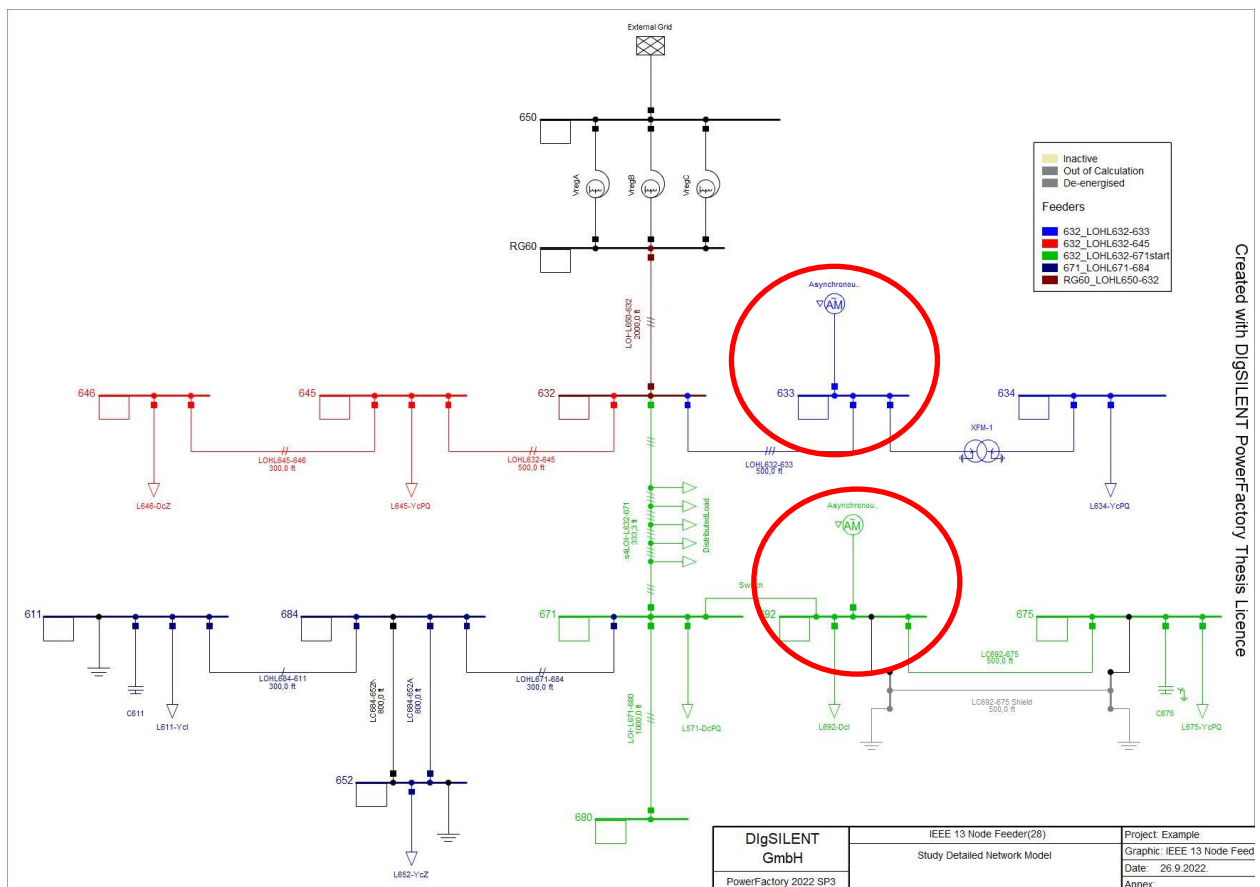 External Grid
650
VregA
VregB
VregC
RG60
Inactive
Out of Calculation
De-energised
Feeders
632_LOHL632-633
632_LOHL632-645
632_LOHL632-671start
671_LOHL671-684
RG60_LOHL650-632
Created with DIgSILENT PowerFactory Thesis Licence
LOHL650-632
2000,0 ft
Asynchronou..
AM
646
645
632
633
634
XFM-1
LOHL645-646
300,0 ft
LOHL632-645
500,0 ft
LOHL632-633
500,0 ft
L646-DcZ
L645-YcPQ
L634-YcPQ
s4LOHL632-671
333,3 ft
DistributedLoad
Asynchronou..
AM
Switch
611
684
671
692
675
LOHL684-611
300,0 ft
LC684-652N
800,0 ft
LC684-652A
800,0 ft
LOHL671-684
300,0 ft
LOHL671-680
1000,0 ft
LC692-675
500,0 ft
LC692-675 Shield
500,0 ft
C611
L611-YcI
L671-DcPQ
L692-DcI
C675
L675-YcPQ
652
680
L652-YcZ
DIgSILENT
GmbH
PowerFactory 2022 SP3
IEEE 13 Node Feeder(28)
Study Detailed Network Model
Project: Example
Graphic: IEEE 13 Node Feed
Date: 26.9.2022.
Annex: